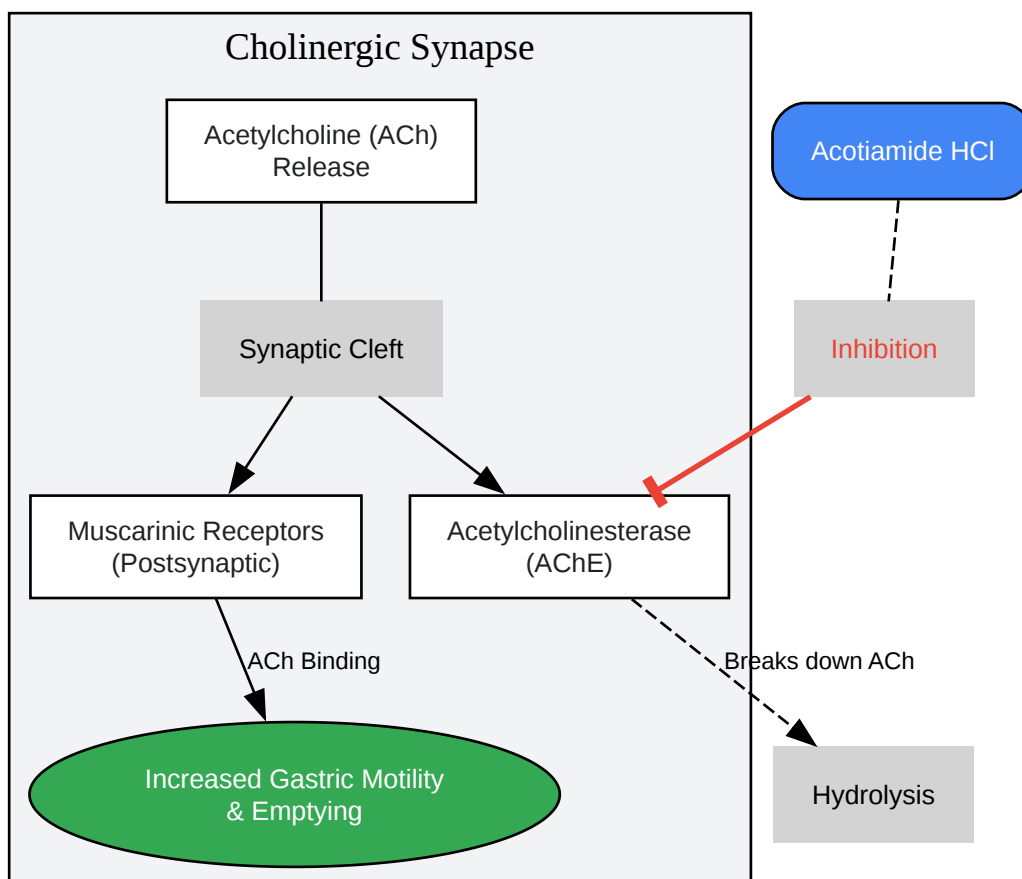 Cholinergic Synapse
Acetylcholine (ACh)
Release
Acotiamide HCl
Synaptic Cleft
Inhibition
Muscarinic Receptors
(Postsynaptic)
Acetylcholinesterase
(AChE)
ACh Binding
Breaks down ACh
Increased Gastric Motility
& Emptying
Hydrolysis